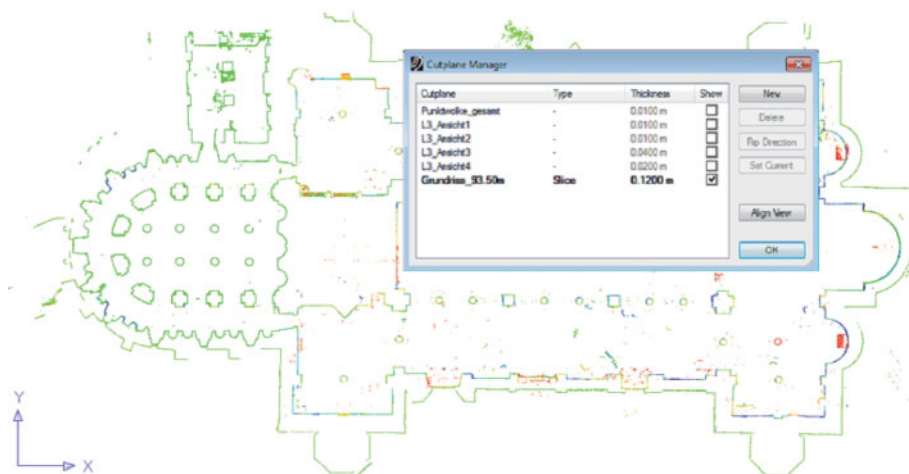 Cutplane Manager
Cutplane Type Thickness Show
Punktwolke_gesamt - 0.0100 m
L3_Ansicht1 - 0.0100 m
L3_Ansicht2 - 0.0100 m
L3_Ansicht3 - 0.0400 m
L3_Ansicht4 - 0.0200 m
Grundriss_93.50m Slice 0.1200 m
New
Delete
Flip Direction
Set Current
Align New
OK
Y
X